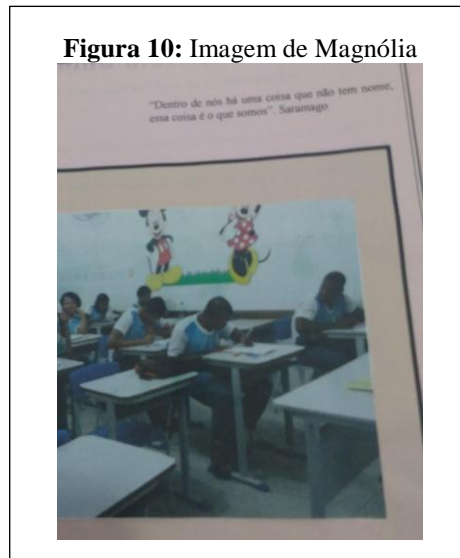 Figura 10: Imagem de Magnólia
"Dentro de nós há uma coisa que não tem nome,
essa coisa é o que somos". Saramago